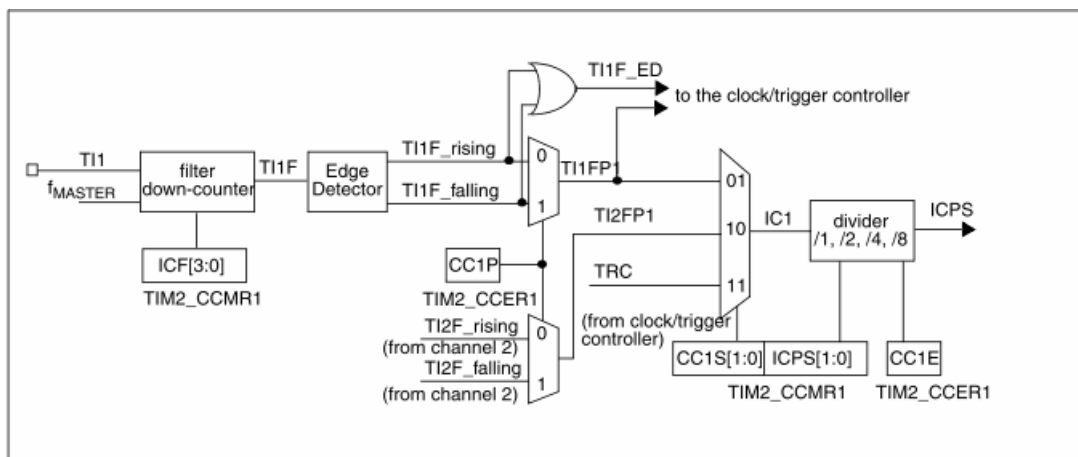 TI1F_ED
to the clock/trigger controller
TI1
fMASTER
filter
down-counter
TI1F
Edge
Detector
TI1F_rising
TI1F_falling
0
1
TI1FP1
ICF[3:0]
TIM2_CCMR1
CC1P
TIM2_CCER1
TI2F_rising
(from channel 2)
TI2F_falling
(from channel 2)
0
1
TI2FP1
TRC
(from clock/trigger
controller)
01
10
11
IC1
divider
/1, /2, /4, /8
ICPS
CC1S[1:0] ICPS[1:0]
TIM2_CCMR1
CC1E
TIM2_CCER1